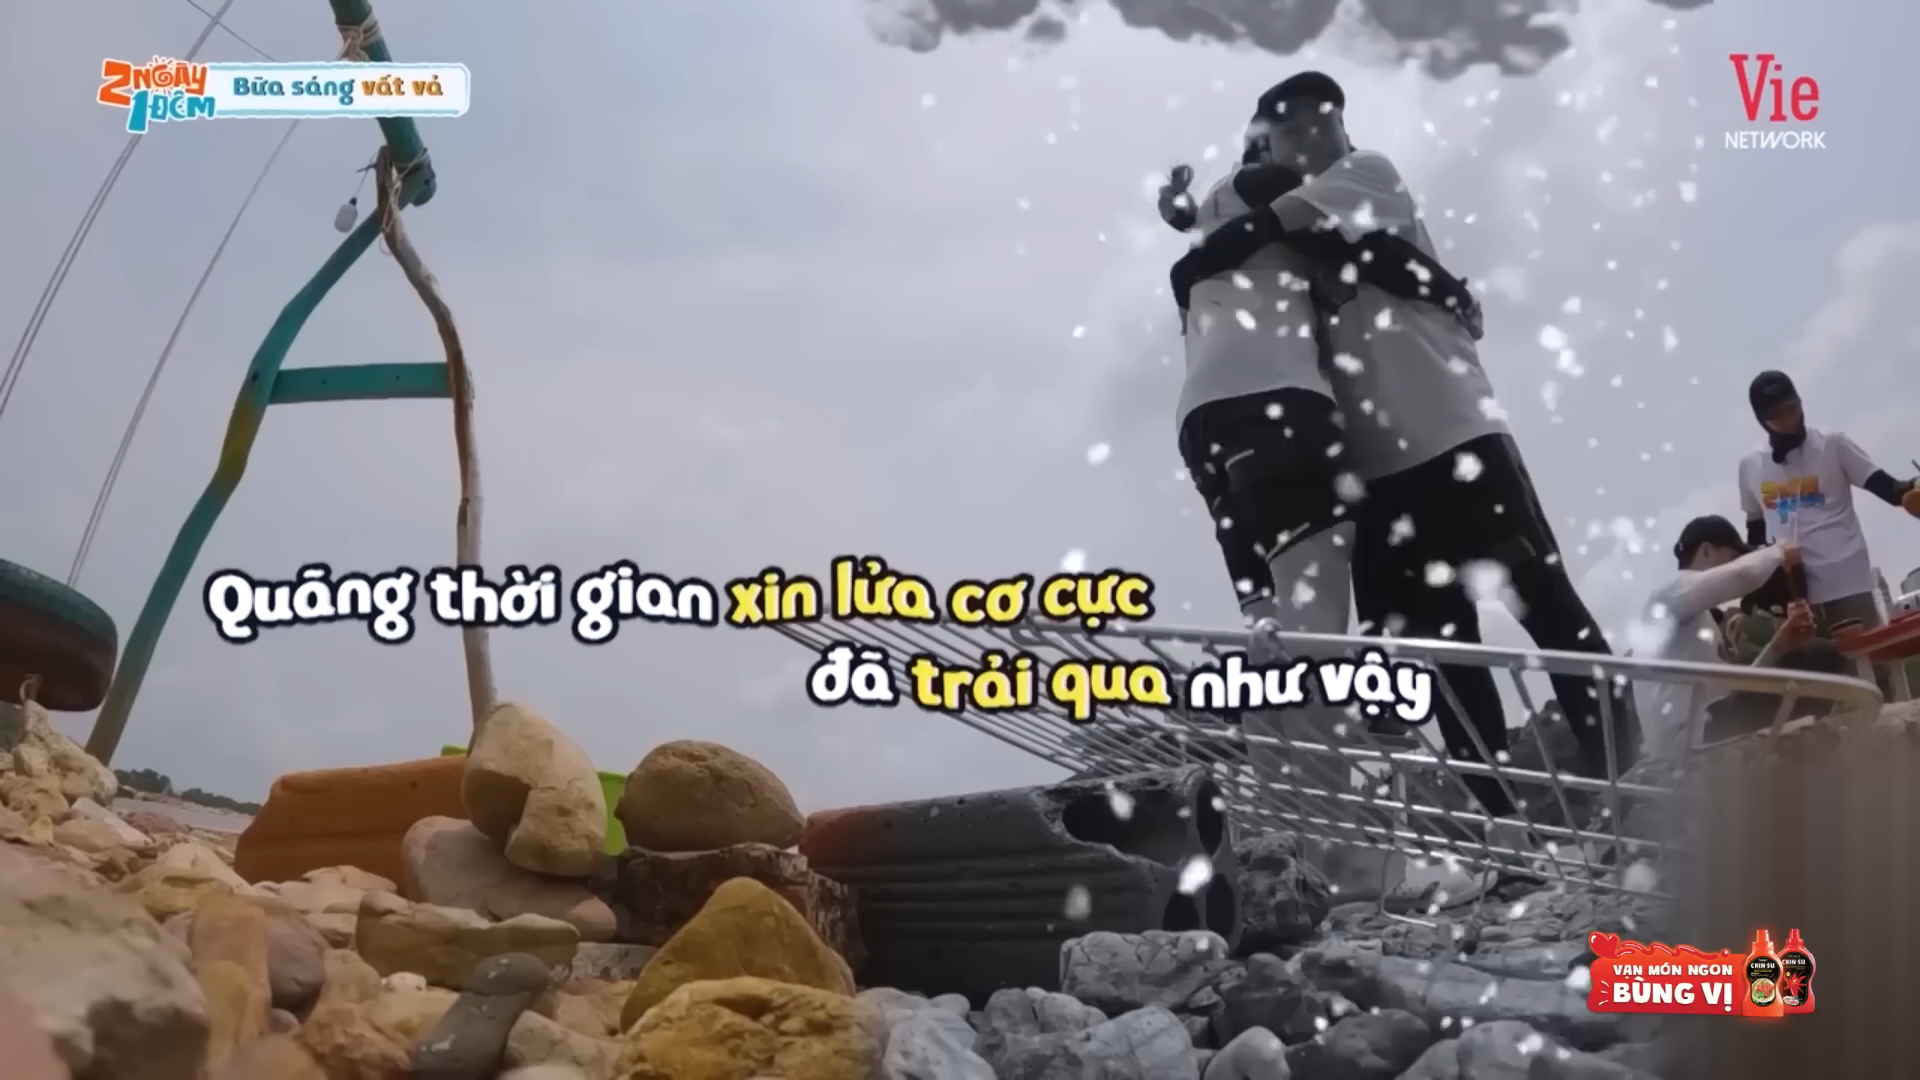 2 NGÀY
1 ĐÊM
Bữa sáng vất vả
Vie
NETWORK
Quãng thời gian xin lửa cơ cực
đã trải qua như vậy
VẠN MÓN NGON
BÙNG VỊ
CHIN-SU
CHIN-SU